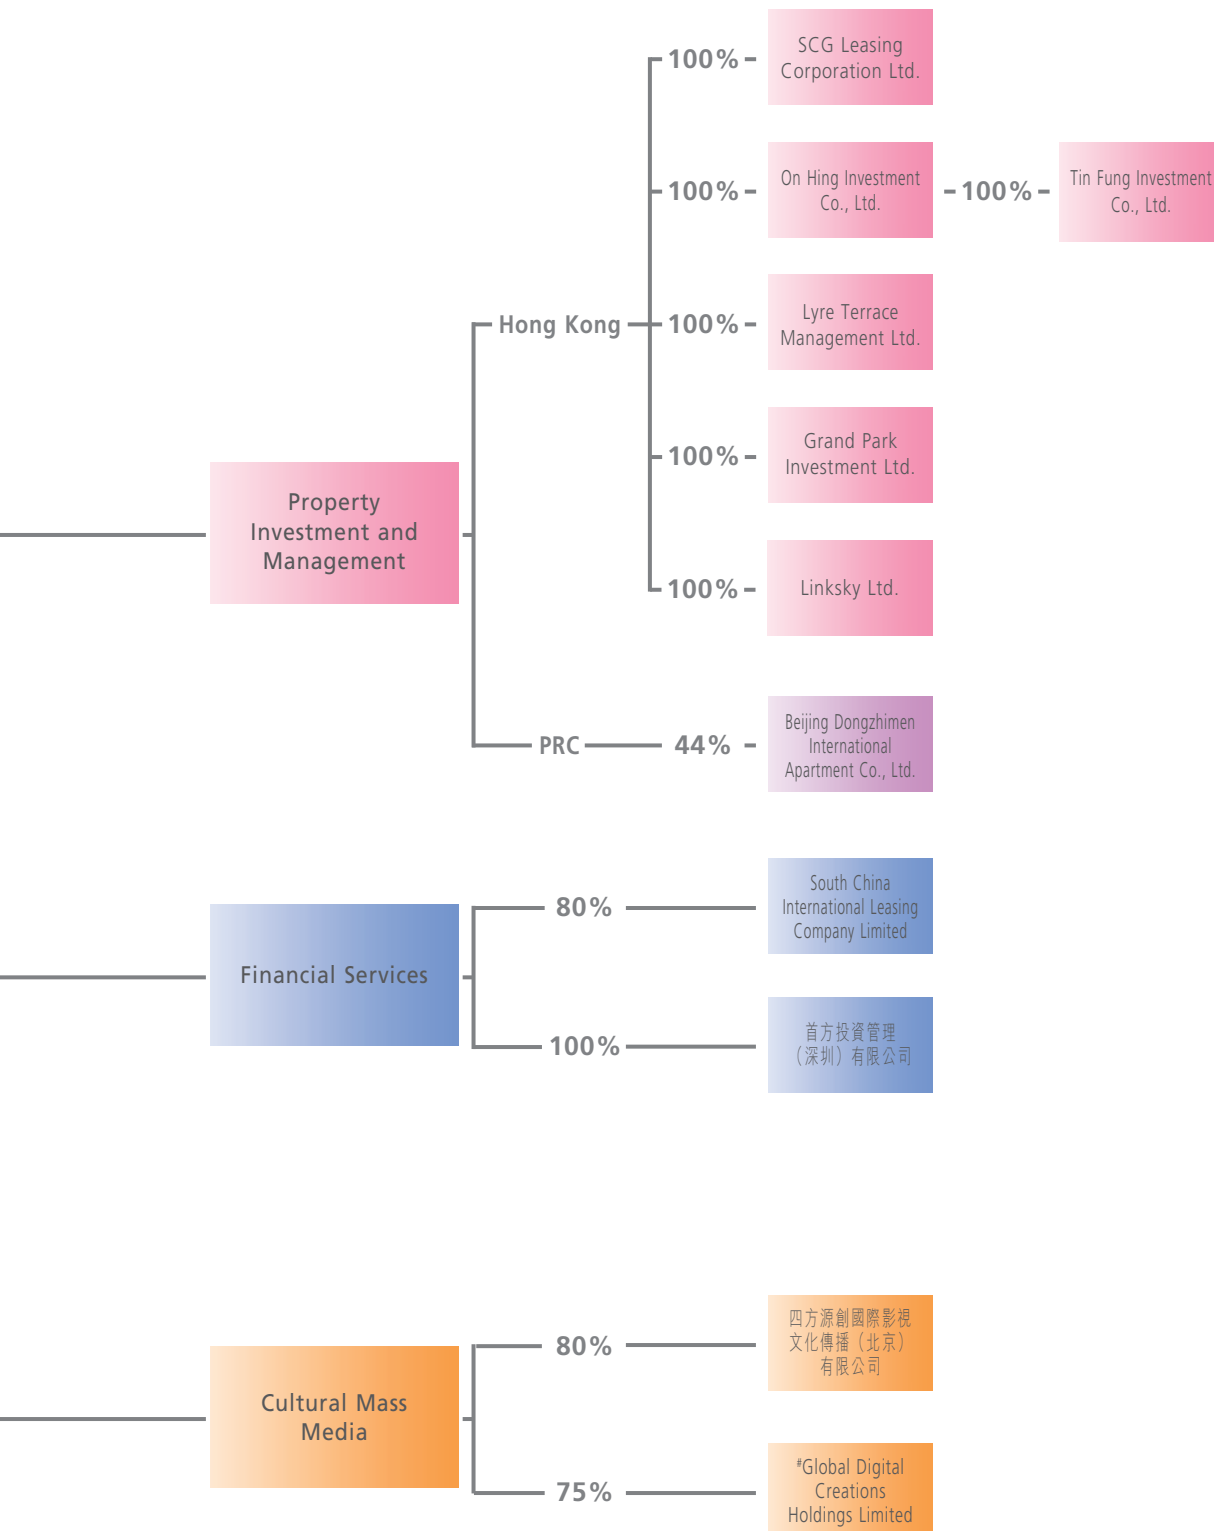 100%
SCG Leasing
Corporation Ltd.
100%
On Hing Investment
Co., Ltd.
100%
Tin Fung Investment
Co., Ltd.
Hong Kong
100%
Lyre Terrace
Management Ltd.
100%
Grand Park
Investment Ltd.
Property
Investment and
Management
100%
Linksky Ltd.
PRC
44%
Beijing Dongzhimen
International
Apartment Co., Ltd.
80%
South China
International Leasing
Company Limited
Financial Services
100%
首方投資管理
（深圳）有限公司
80%
四方源創國際影視
文化傳播（北京）
有限公司
Cultural Mass
Media
75%
#Global Digital
Creations
Holdings Limited